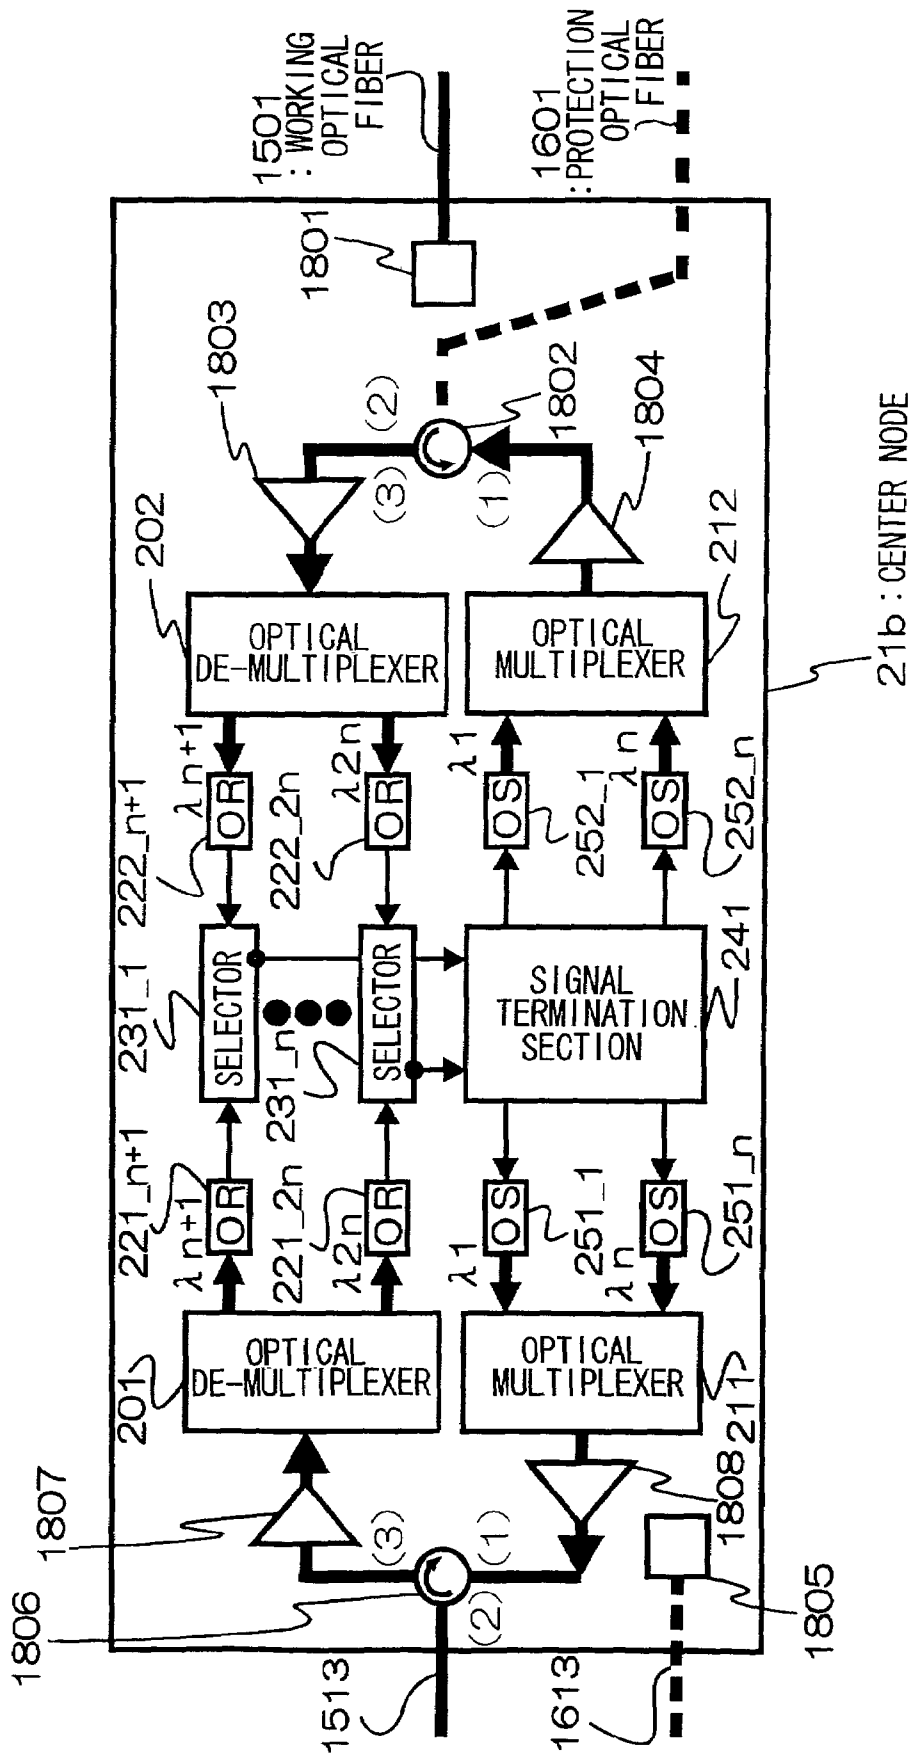 1501
: WORKING
OPTICAL
FIBER
1601
:PROTECTION
OPTICAL
FIBER
1801
1803
(2)
(3)
(1)
1802
1804
202
OPTICAL
DE-MULTIPLEXER
212
OPTICAL
MULTIPLEXER
222_n+1
λn+1
OR
222_2n
λ2n
OR
λ1
OS
252_1
λn
OS
252_n
231_1
SELECTOR
231_n
SELECTOR
SIGNAL
TERMINATION
SECTION
241
221_n+1
λn+1
OR
221_2n
λ2n
OR
λ1
OS
251_1
λn
OS
251_n
201
OPTICAL
DE-MULTIPLEXER
OPTICAL
MULTIPLEXER
211
1807
1808
(3)
(1)
(2)
1806
1805
1513
1613
21b:CENTER NODE